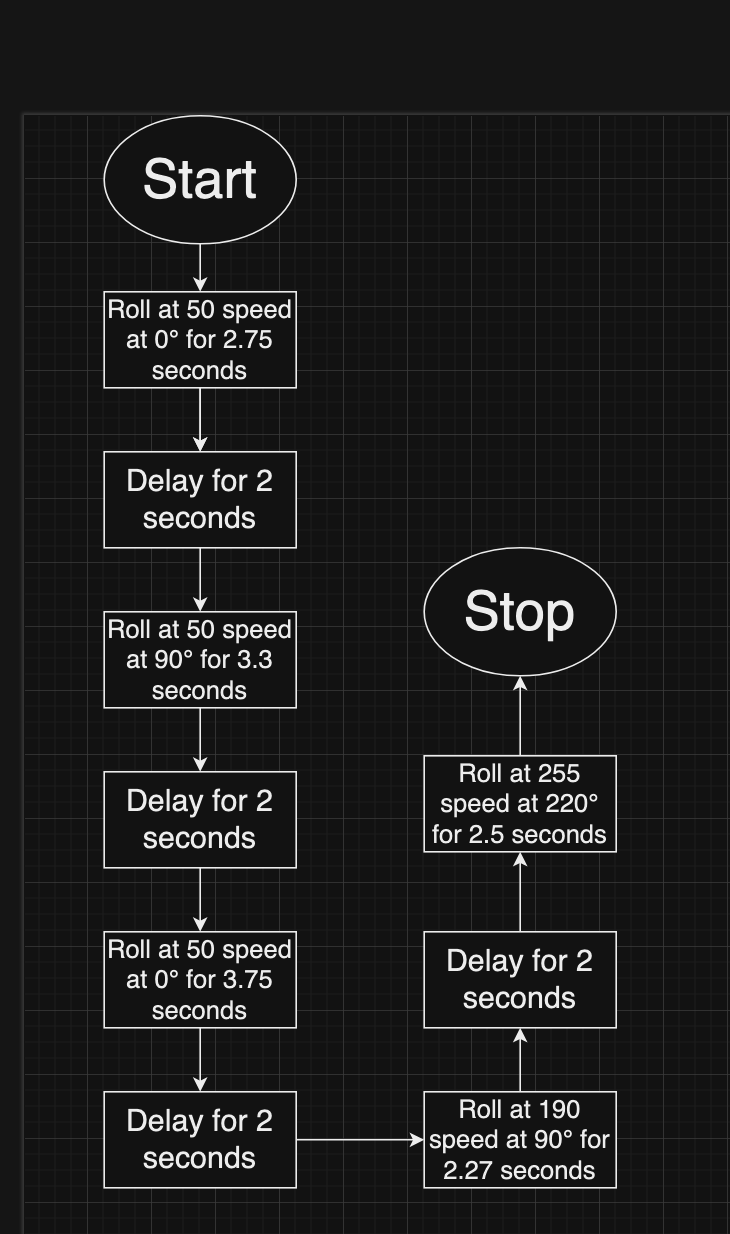 Start
Roll at 50 speed
at 0° for 2.75
seconds
Delay for 2
seconds
Roll at 50 speed
at 90° for 3.3
seconds
Delay for 2
seconds
Roll at 50 speed
at 0° for 3.75
seconds
Delay for 2
seconds
Roll at 190
speed at 90° for
2.27 seconds
Delay for 2
seconds
Roll at 255
speed at 220°
for 2.5 seconds
Stop